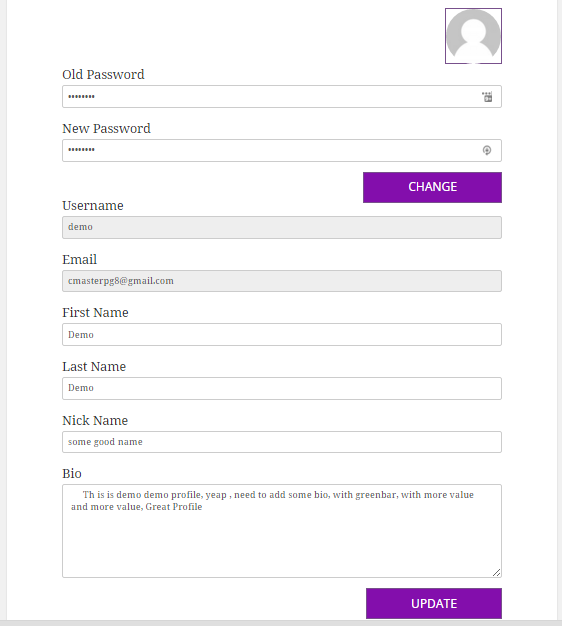 Old Password
••••••••
New Password
••••••••
CHANGE
Username
demo
Email
cmasterpg8@gmail.com
First Name
Demo
Last Name
Demo
Nick Name
some good name
Bio
Th is is demo demo profile, yeap , need to add some bio, with greenbar, with more value
and more value, Great Profile
UPDATE